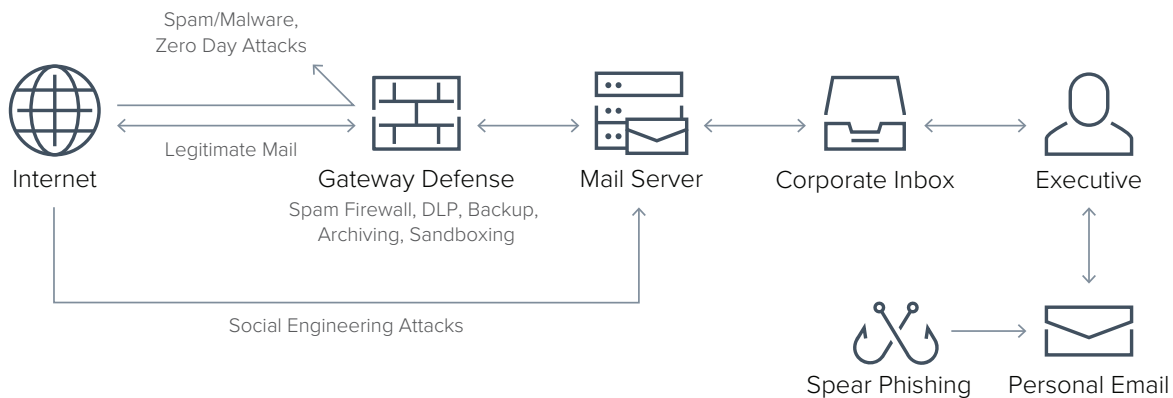 Spam/Malware,
Zero Day Attacks
Legitimate Mail
Internet
Gateway Defense
Spam Firewall, DLP, Backup,
Archiving, Sandboxing
Mail Server
Corporate Inbox
Executive
Social Engineering Attacks
Spear Phishing
Personal Email